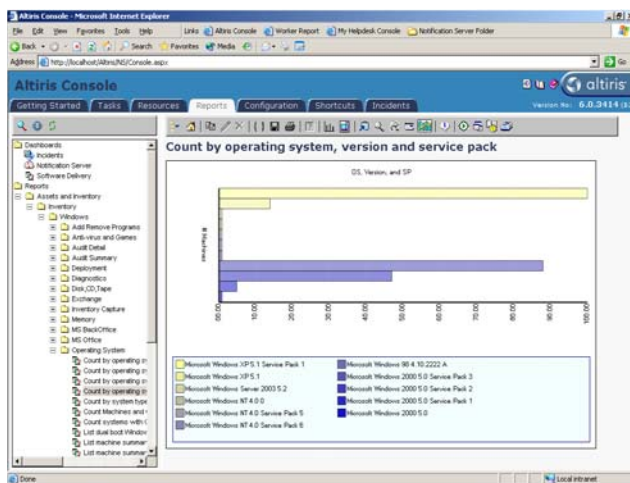 Altiris Console - Microsoft Internet Explorer
File Edit View Favorites Tools Help Links Altiris Console Worker Report My Helpdesk Console Notification Server Folder
Back Search Favorites Media
Address http://localhost/Altiris/NS/Console.aspx Go
Altiris Console
altiris
Getting Started Tasks Resources Reports Configuration Shortcuts Incidents
Version No: 6.0.3414
Count by operating system, version and service pack
Dashboards
Incidents
Notification Server
Software Delivery
Reports
Assets and Inventory
Inventory
Windows
Add Remove Programs
Anti-virus and Games
Audit Detail
Audit Summary
Deployment
Diagnostics
Disk,CD,Tape
Exchange
Inventory Capture
Memory
MS BackOffice
MS Office
Operating System
Count by operating sy
Count by operating sy
Count by operating sy
Count by operating sy
Count by system type
Count Machines and
Count systems with
List dual boot Window
List machine summar
List machine summar
OS, Version, and SP
# Machines
00.00 10.00 20.00 30.00 40.00 50.00 60.00 70.00 80.00 90.00 100.00
Microsoft Windows XP 5.1 Service Pack 1
Microsoft Windows XP 5.1
Microsoft Windows Server 2003 5.2
Microsoft Windows NT 4.0 0.0
Microsoft Windows NT 4.0 Service Pack 5
Microsoft Windows NT 4.0 Service Pack 6
Microsoft Windows 98 4.10.2222 A
Microsoft Windows 2000 5.0 Service Pack 3
Microsoft Windows 2000 5.0 Service Pack 2
Microsoft Windows 2000 5.0 Service Pack 1
Microsoft Windows 2000 5.0
Done Local intranet